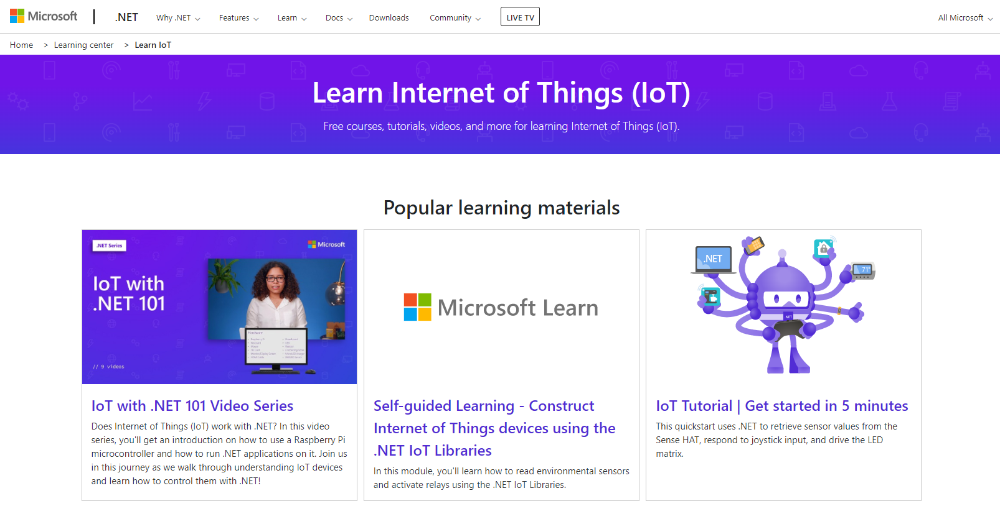 Microsoft
.NET
Why .NET
Features
Learn
Docs
Downloads
Community
LIVE TV
All Microsoft
Home > Learning center > Learn IoT
Learn Internet of Things (IoT)
Free courses, tutorials, videos, and more for learning Internet of Things (IoT).
Popular learning materials
.NET Series
Microsoft
IoT with
.NET 101
// 9 videos
IoT with .NET 101 Video Series
Does Internet of Things (IoT) work with .NET? In this video
series, you'll get an introduction on how to use a Raspberry Pi
microcontroller and how to run .NET applications on it. Join us
in this journey as we walk through understanding IoT devices
and learn how to control them with .NET!
Microsoft Learn
Self-guided Learning - Construct
Internet of Things devices using the
.NET IoT Libraries
In this module, you'll learn how to read environmental sensors
and activate relays using the .NET IoT Libraries.
.NET
71°
.NET
IoT Tutorial | Get started in 5 minutes
This quickstart uses .NET to retrieve sensor values from the
Sense HAT, respond to joystick input, and drive the LED
matrix.